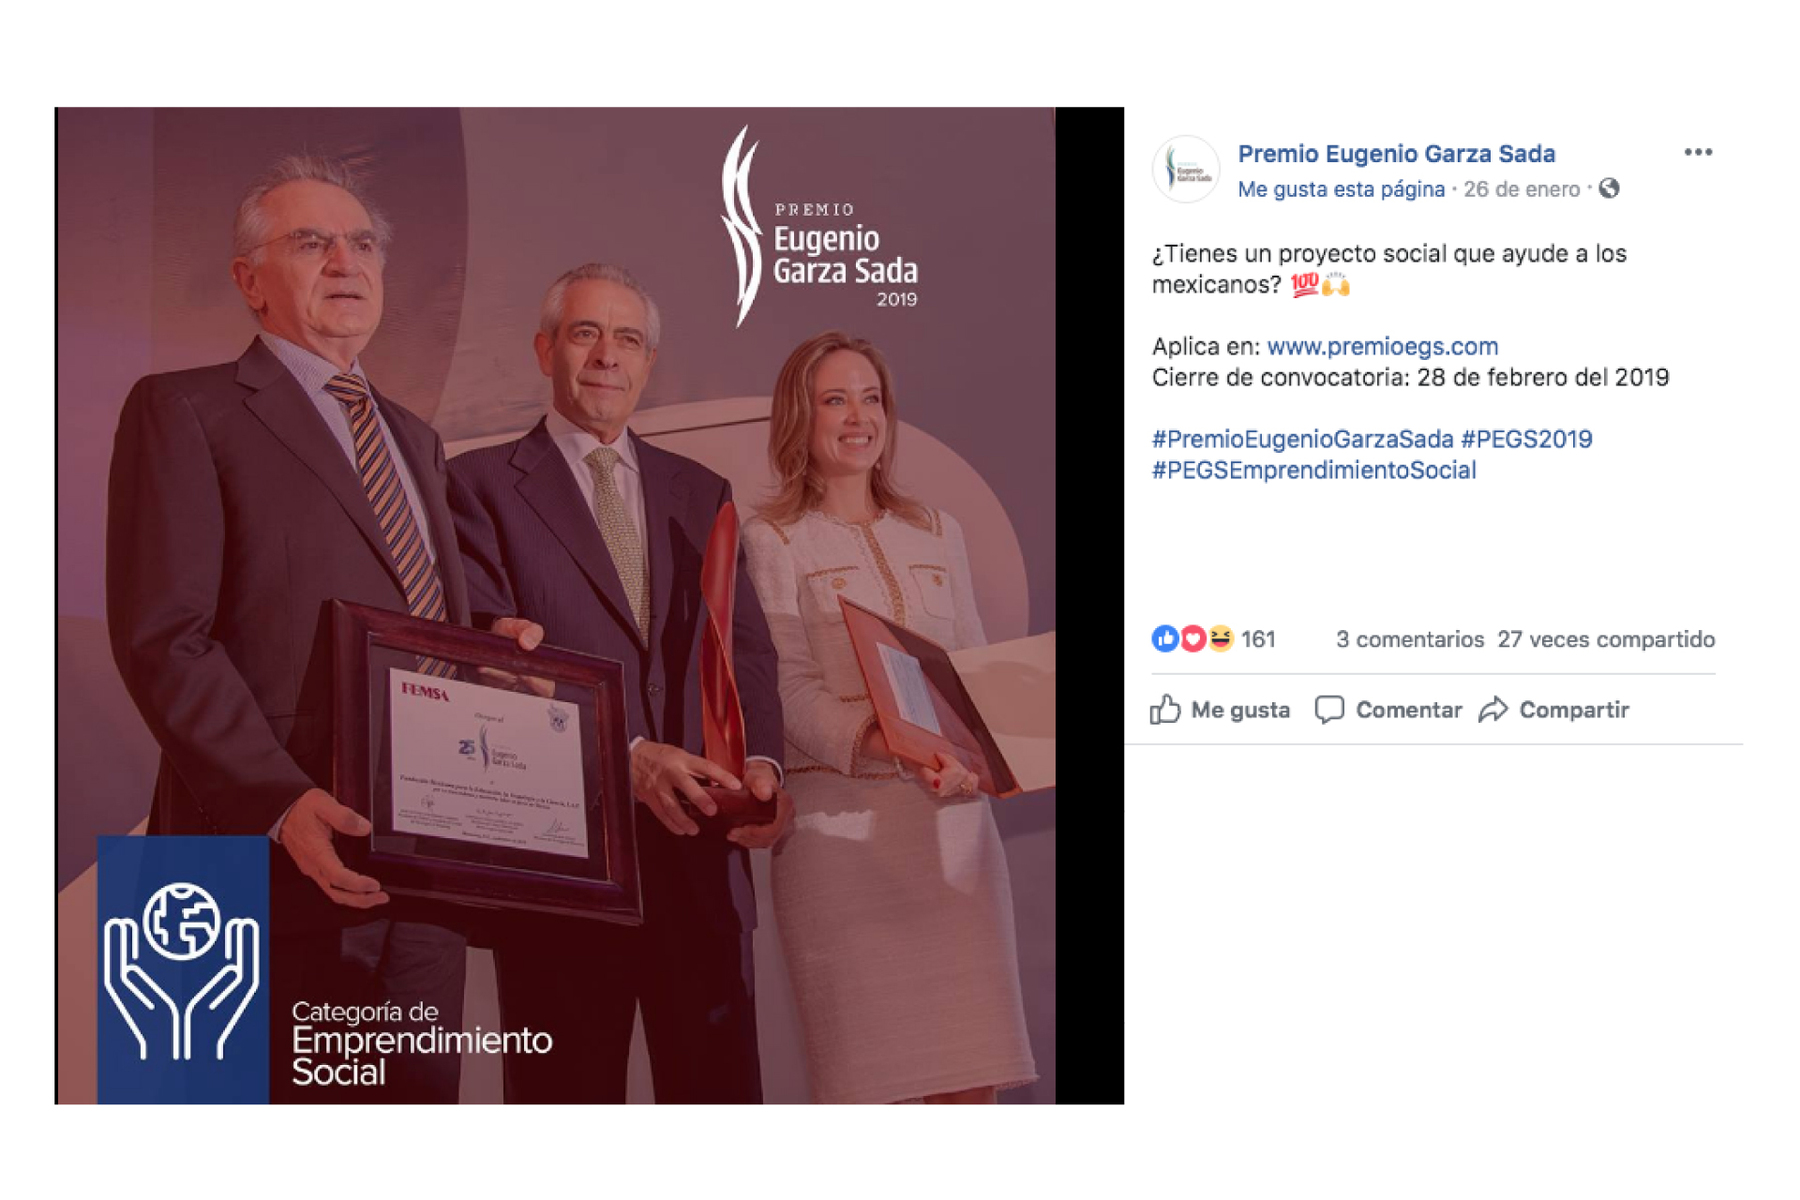 PREMIO
Eugenio
Garza Sada
2019
FEMSA
Otorgan el
25
Eugenio
Garza Sada
Categoría de
Emprendimiento
Social
Premio Eugenio Garza Sada
Me gusta esta página · 26 de enero ·
¿Tienes un proyecto social que ayude a los
mexicanos? 💯🙌
Aplica en: www.premioegs.com
Cierre de convocatoria: 28 de febrero del 2019
#PremioEugenioGarzaSada #PEGS2019
#PEGSEmprendimientoSocial
161 3 comentarios 27 veces compartido
Me gusta Comentar Compartir